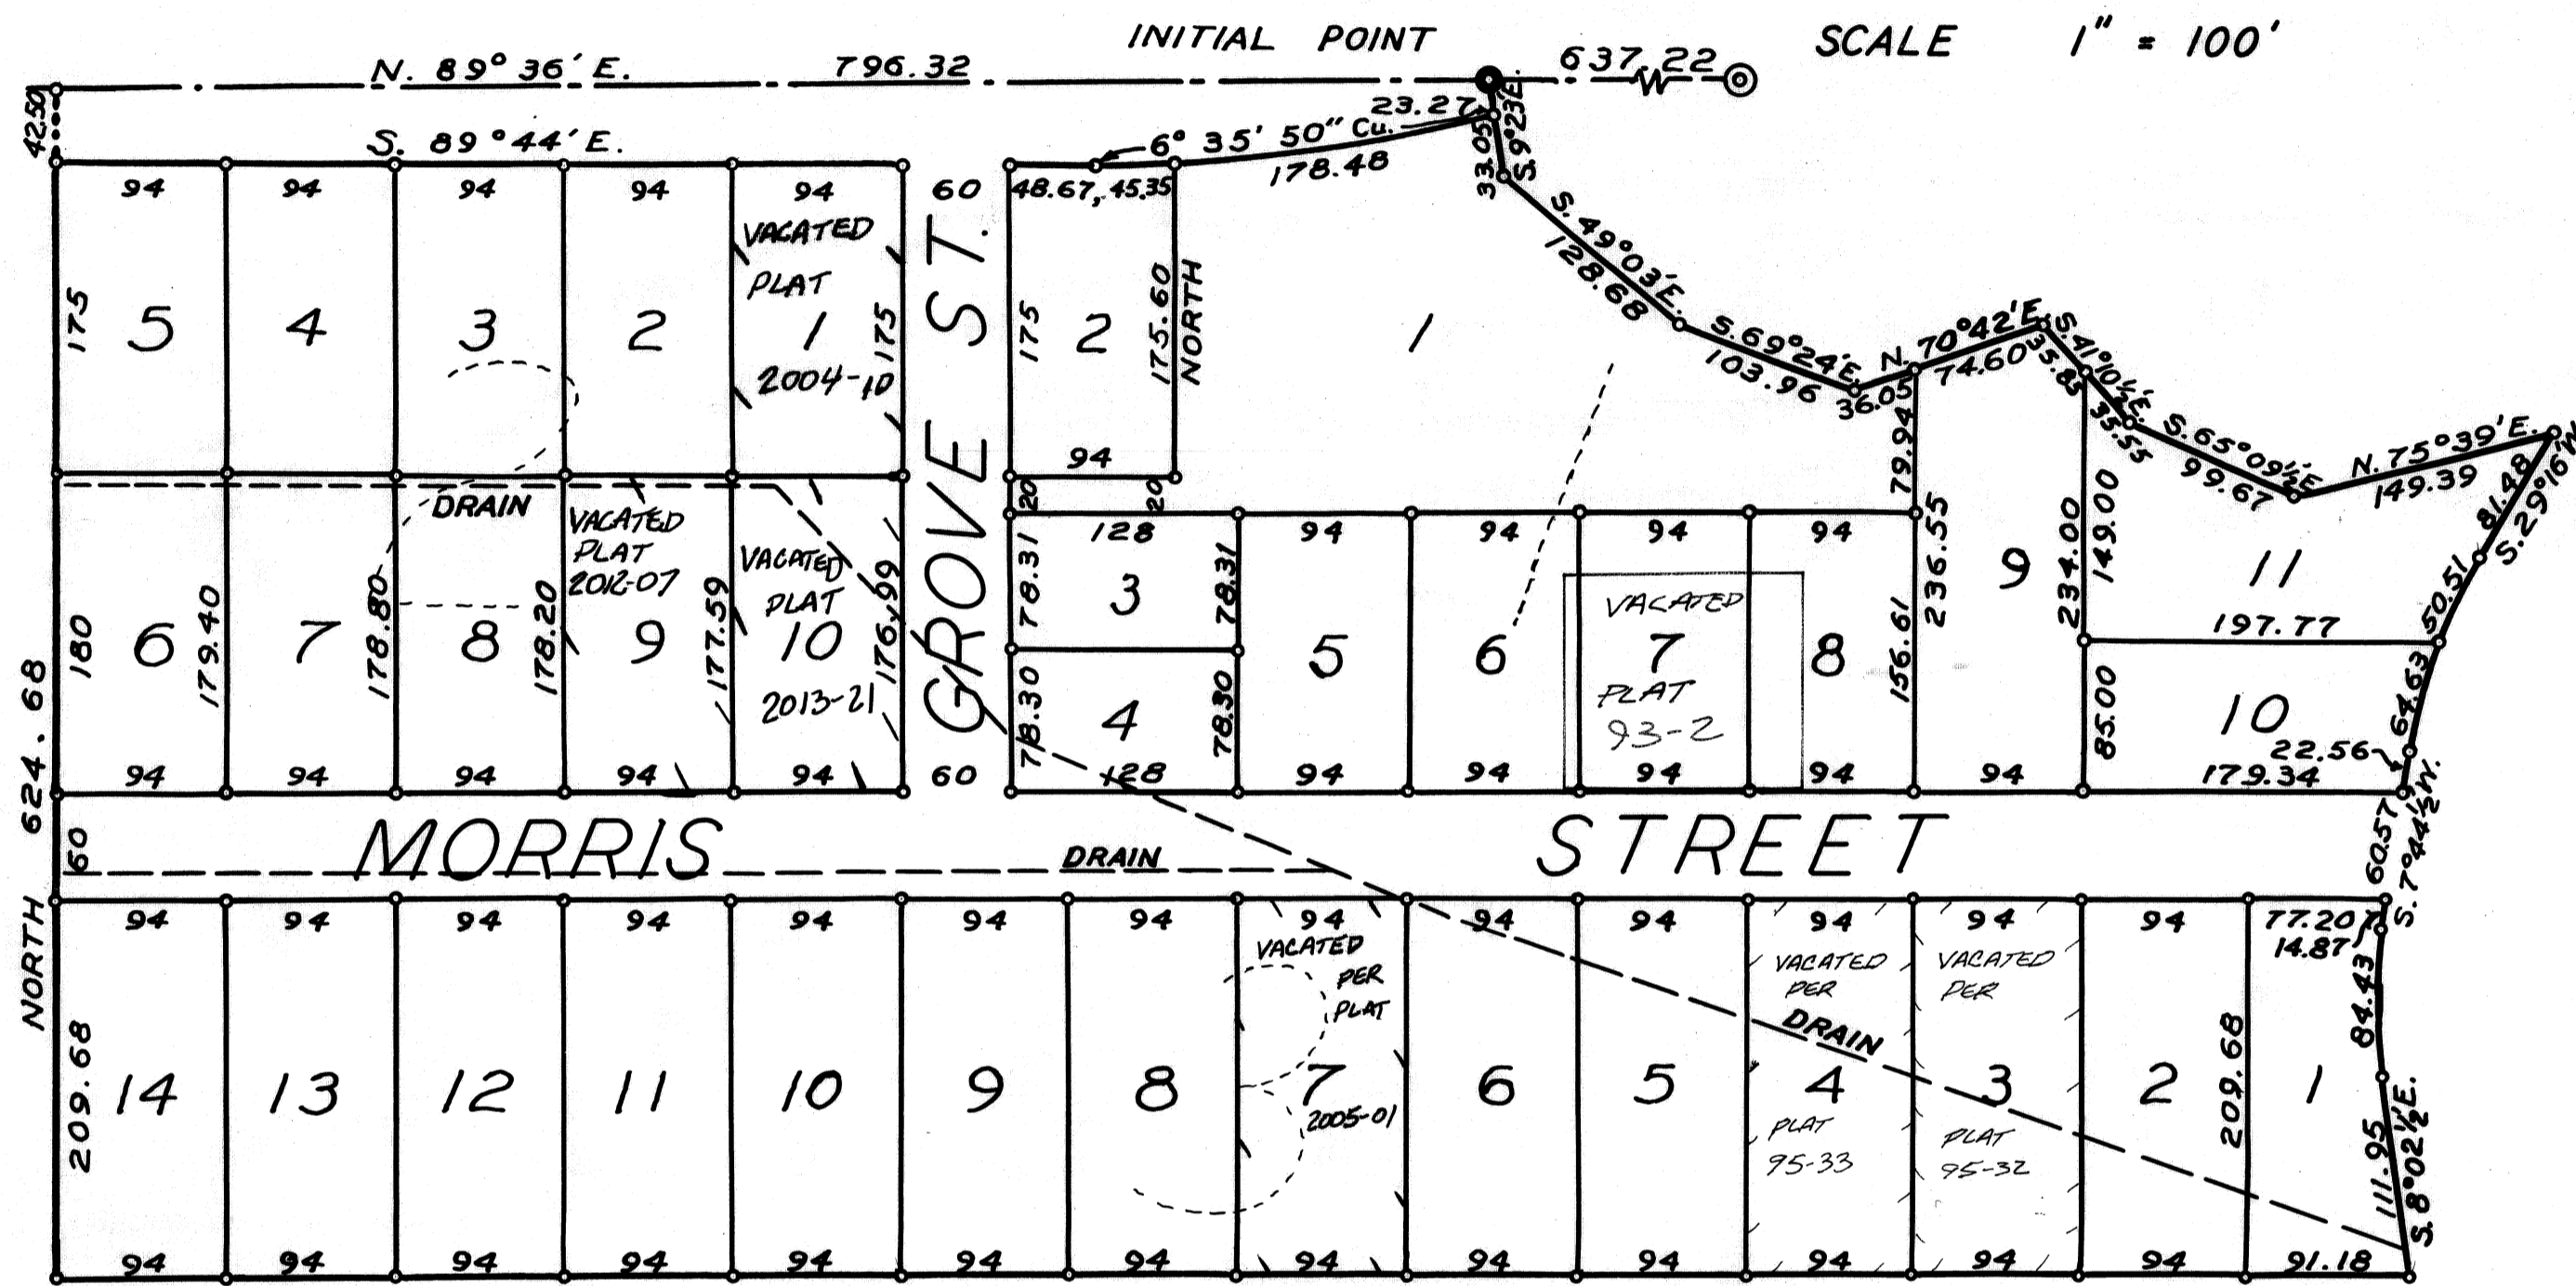 INITIAL POINT
SCALE 1" = 100'
N. 89° 36' E. 796.32
637.22
42.50
S. 89° 44' E.
6° 35' 50" Cu.
23.27
33.05
S. 9° 23' E.
94 94 94 94 94
60
48.67, 45.35
178.48
VACATED
PLAT
1
2004-10
175
5
4
3
2
175
GROVE ST.
175
2
175.60
NORTH
1
S. 49° 03' E.
128.68
S. 69° 24' E.
103.96
N. 70° 42' E.
36.05
74.60
S. 41° 10½' E.
35.85
35.55
S. 65° 09½' E.
99.67
N. 75° 39' E.
149.39
81.48
S. 29° 16' W.
94
20
20
79.94
DRAIN
VACATED
PLAT
2012-07
VACATED
PLAT
10
2013-21
128
94
94
94
94
180
6
179.40
7
178.80
8
178.20
9
177.59
176.99
78.31
3
78.31
78.30
4
78.30
128
5
6
VACATED
7
PLAT
93-2
8
156.61
236.55
9
234.00
149.00
11
197.77
50.51
85.00
10
64.63
22.56
179.34
94 94 94 94 94
60
94 94 94 94 94
NORTH 624.68
60
MORRIS STREET
DRAIN
60.57
S. 7° 44½' W.
94 94 94 94 94 94 94 94 94 94 94 94 94 77.20
14.87
84.43
VACATED
PER
PLAT
7
2005-01
VACATED
PER
4
PLAT
95-33
VACATED
PER
3
PLAT
95-32
DRAIN
209.68
14
13
12
11
10
9
8
6
5
2
209.68
1
111.95
S. 8° 02½' E.
94 94 94 94 94 94 94 94 94 94 94 94 94 91.18